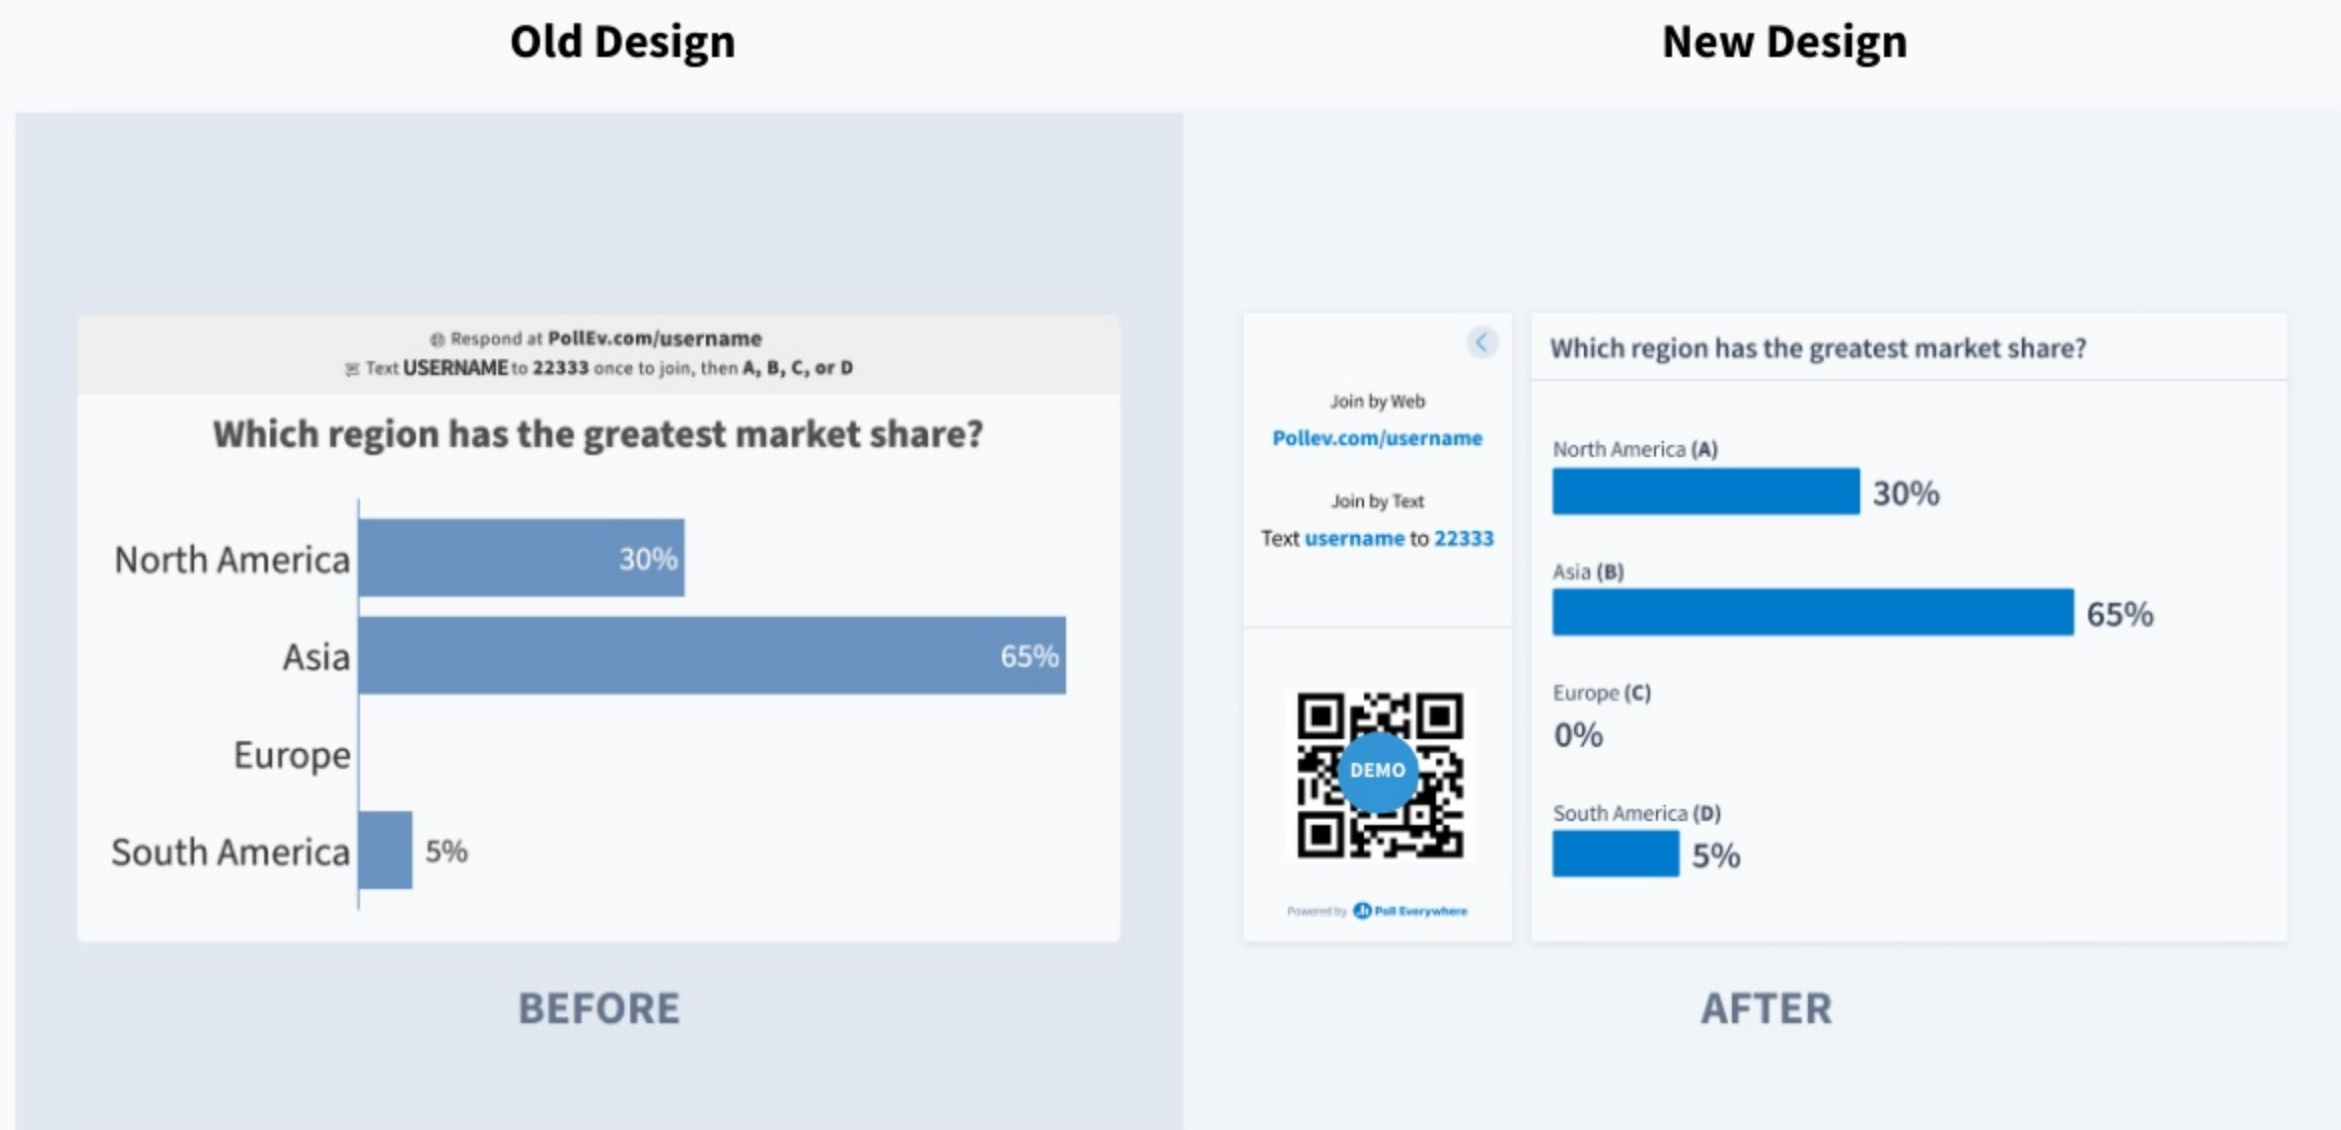 Old Design
New Design
Respond at PollEv.com/username
Text USERNAME to 22333 once to join, then A, B, C, or D
Which region has the greatest market share?
North America
30%
Asia
65%
Europe
South America
5%
BEFORE
Join by Web
Pollev.com/username
Join by Text
Text username to 22333
DEMO
Powered by Poll Everywhere
Which region has the greatest market share?
North America (A)
30%
Asia (B)
65%
Europe (C)
0%
South America (D)
5%
AFTER